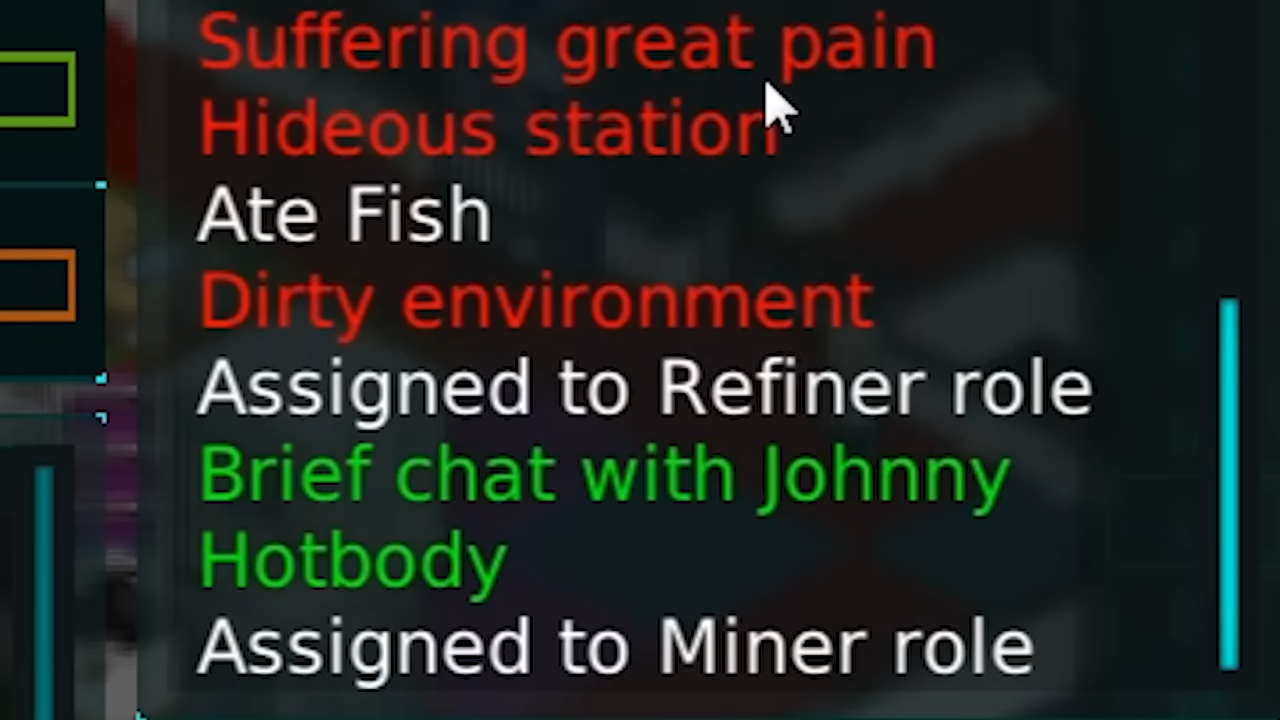 Suffering great pain
Hideous station
Ate Fish
Dirty environment
Assigned to Refiner role
Brief chat with Johnny
Hotbody
Assigned to Miner role